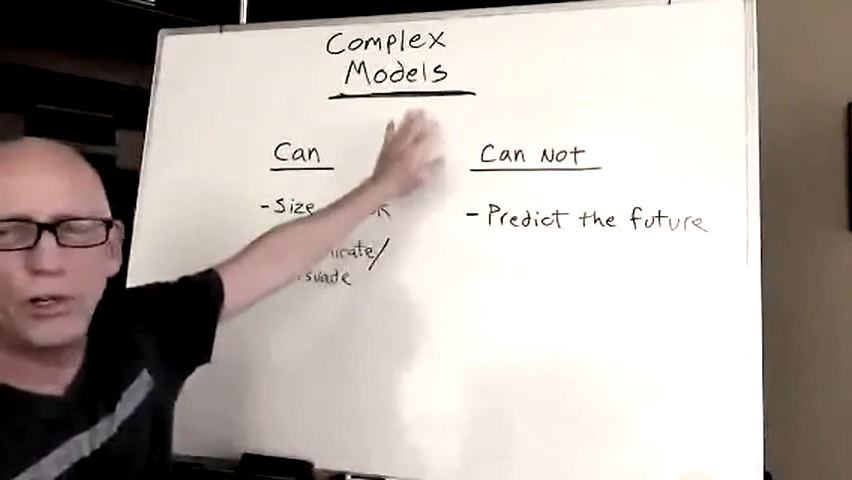 Complex
Models
Can
Can Not
- Size
- Predict the future